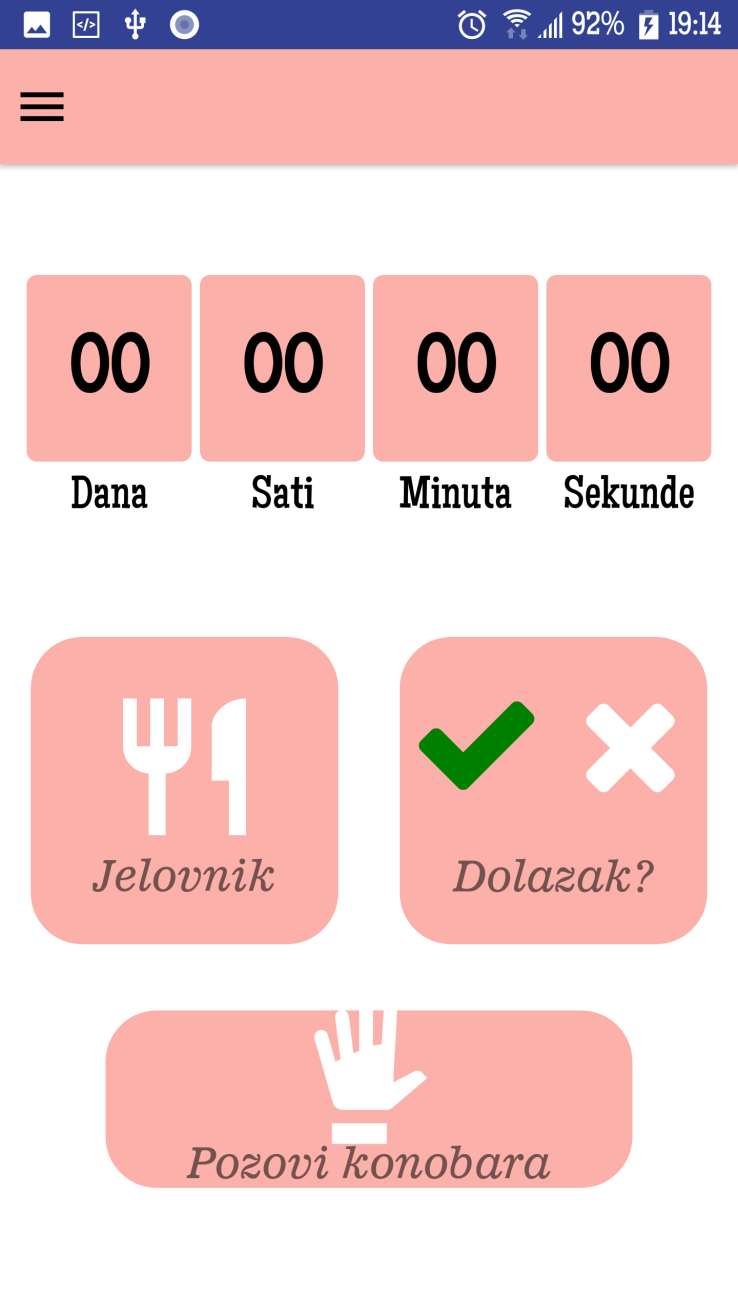 92% 19:14
00 00 00 00
Dana Sati Minuta Sekunde
Jelovnik Dolazak?
Pozovi konobara